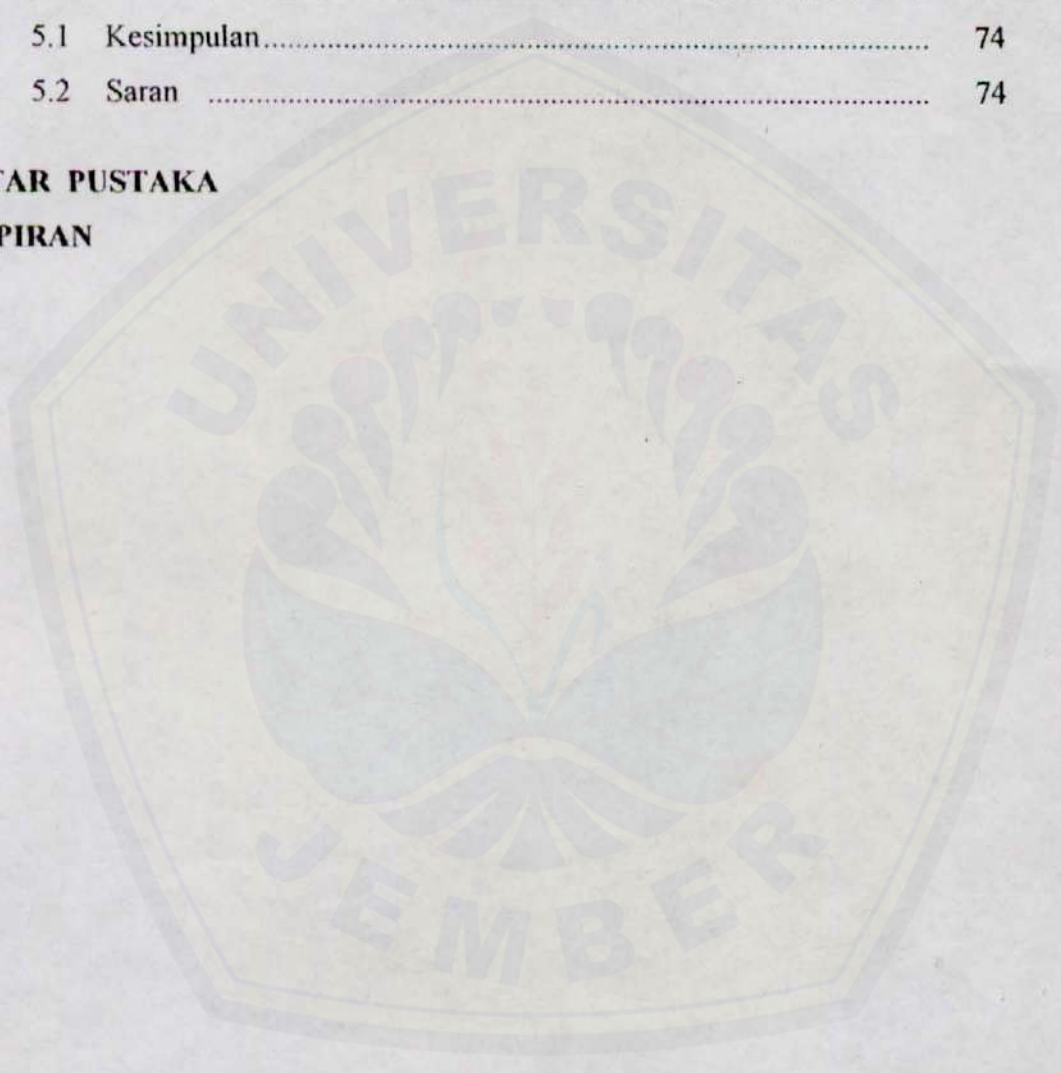 5.1 Kesimpulan........................................................................ 74
5.2 Saran ........................................................................ 74
TAR PUSTAKA
PIRAN
UNIVERSITAS
JEMBER